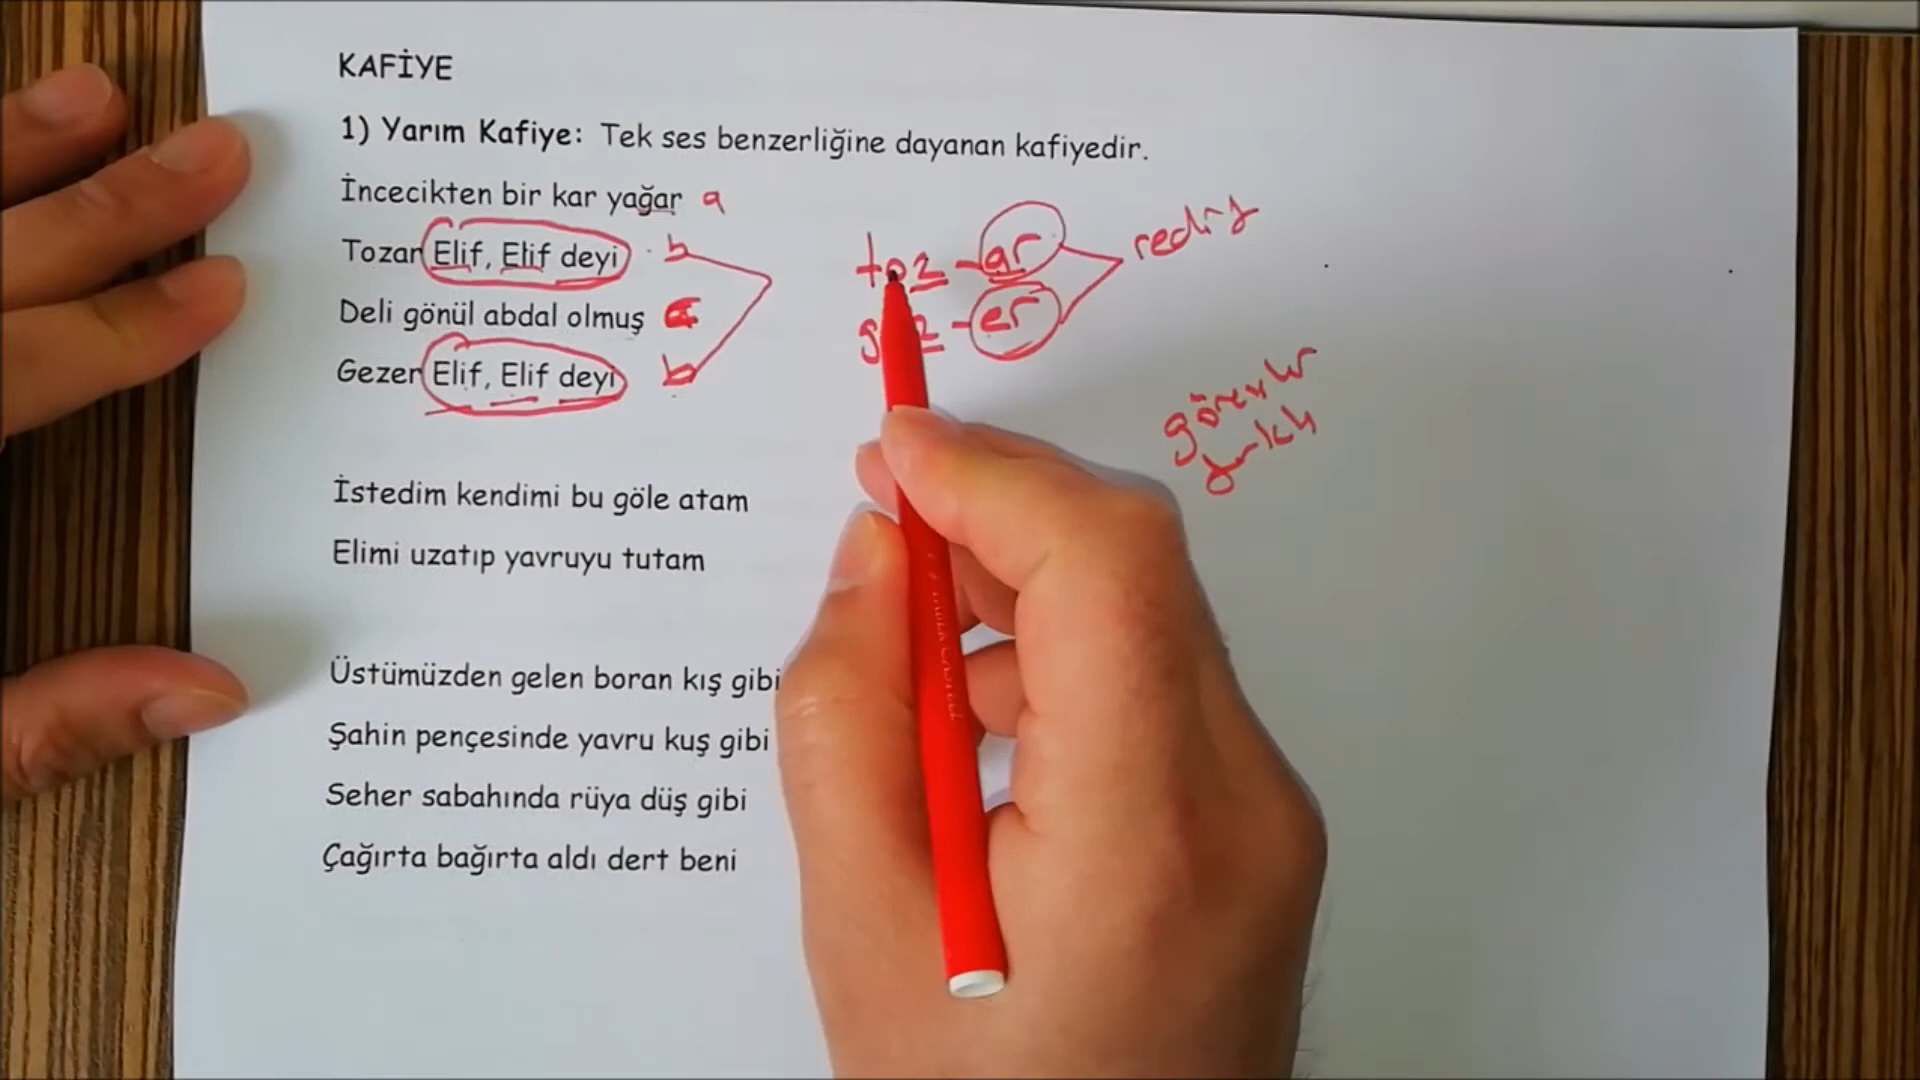 KAFİYE
1) Yarım Kafiye: Tek ses benzerliğine dayanan kafiyedir.
İncecikten bir kar yağar a
Tozar Elif, Elif deyi b
Deli gönül abdal olmuş
Gezer Elif, Elif deyi b
toz - ar
er
redif
İstedim kendimi bu göle atam
Elimi uzatıp yavruyu tutam
Üstümüzden gelen boran kış gibi
Şahin pençesinde yavru kuş gibi
Seher sabahında rüya düş gibi
Çağırta bağırta aldı dert beni